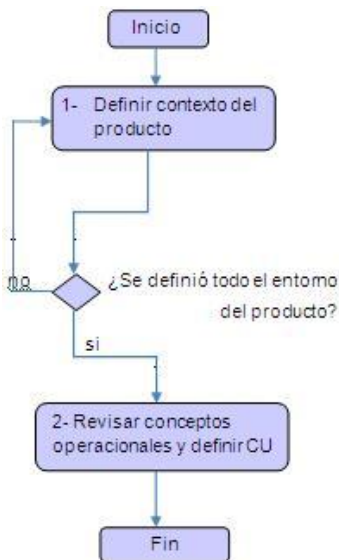 Inicio
1- Definir contexto del
producto
no
¿Se definió todo el entorno
del producto?
si
2- Revisar conceptos
operacionales y definir CU
Fin